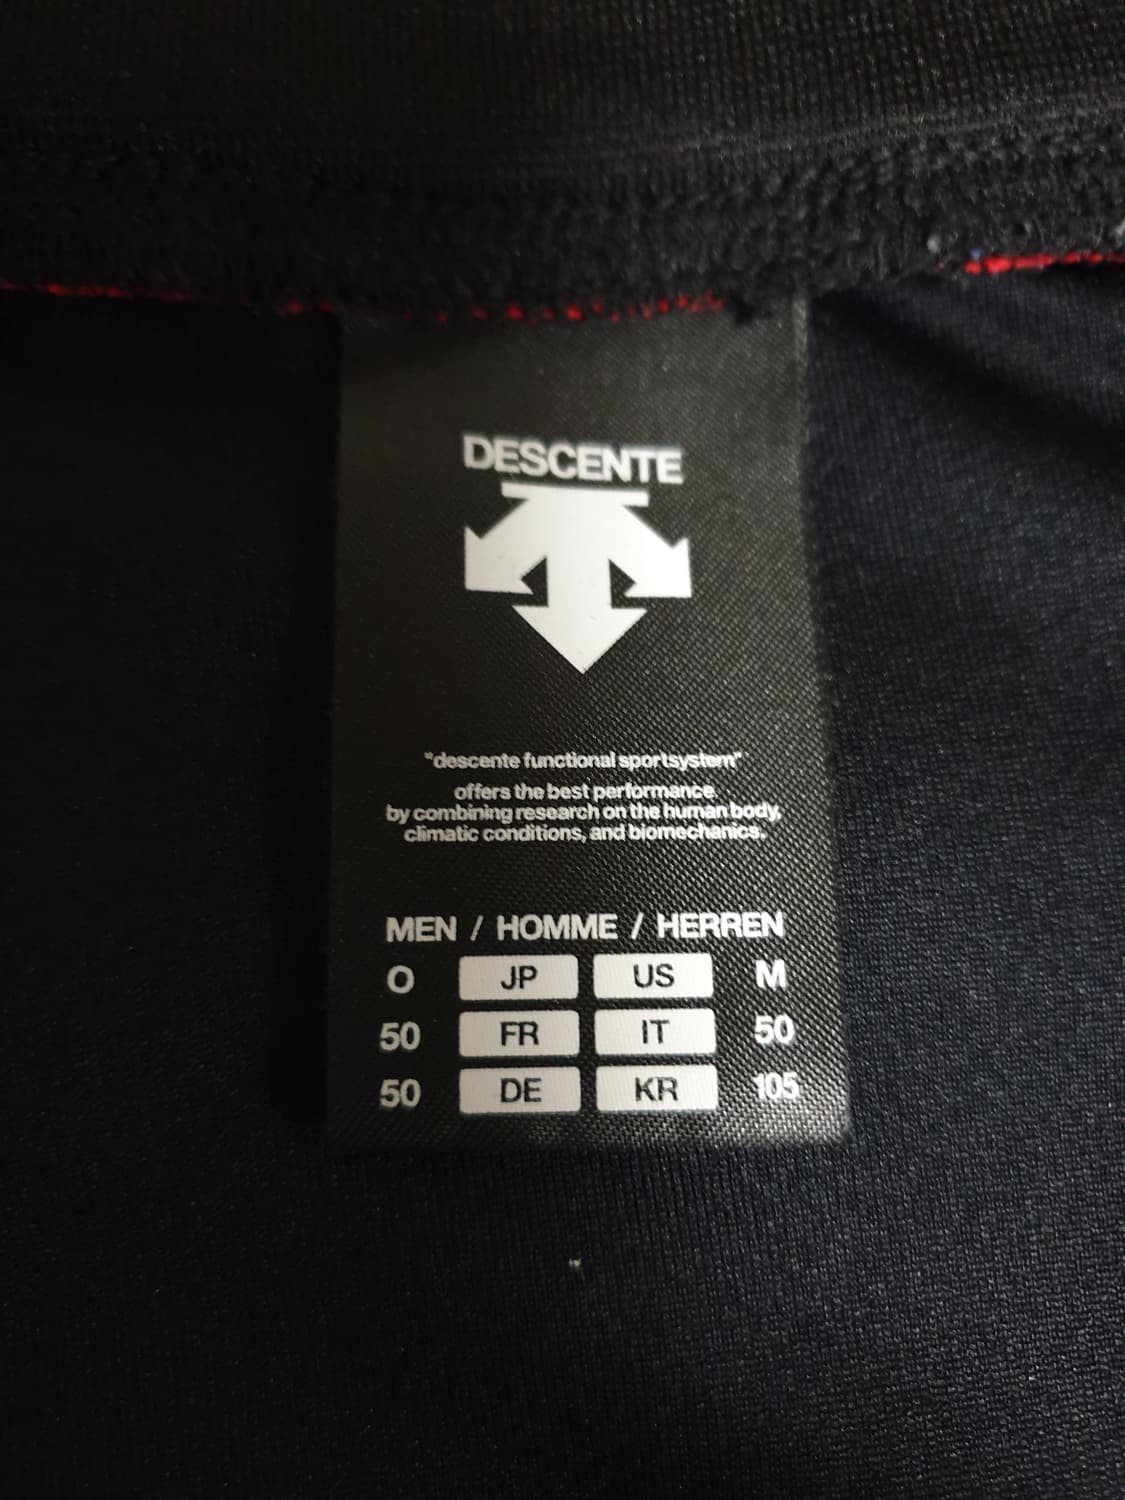 DESCENTE
"descente functional sportsystem"
offers the best performance
by combining research on the human body,
climatic conditions, and biomechanics.
MEN / HOMME / HERREN
O JP US M
50 FR IT 50
50 DE KR 105